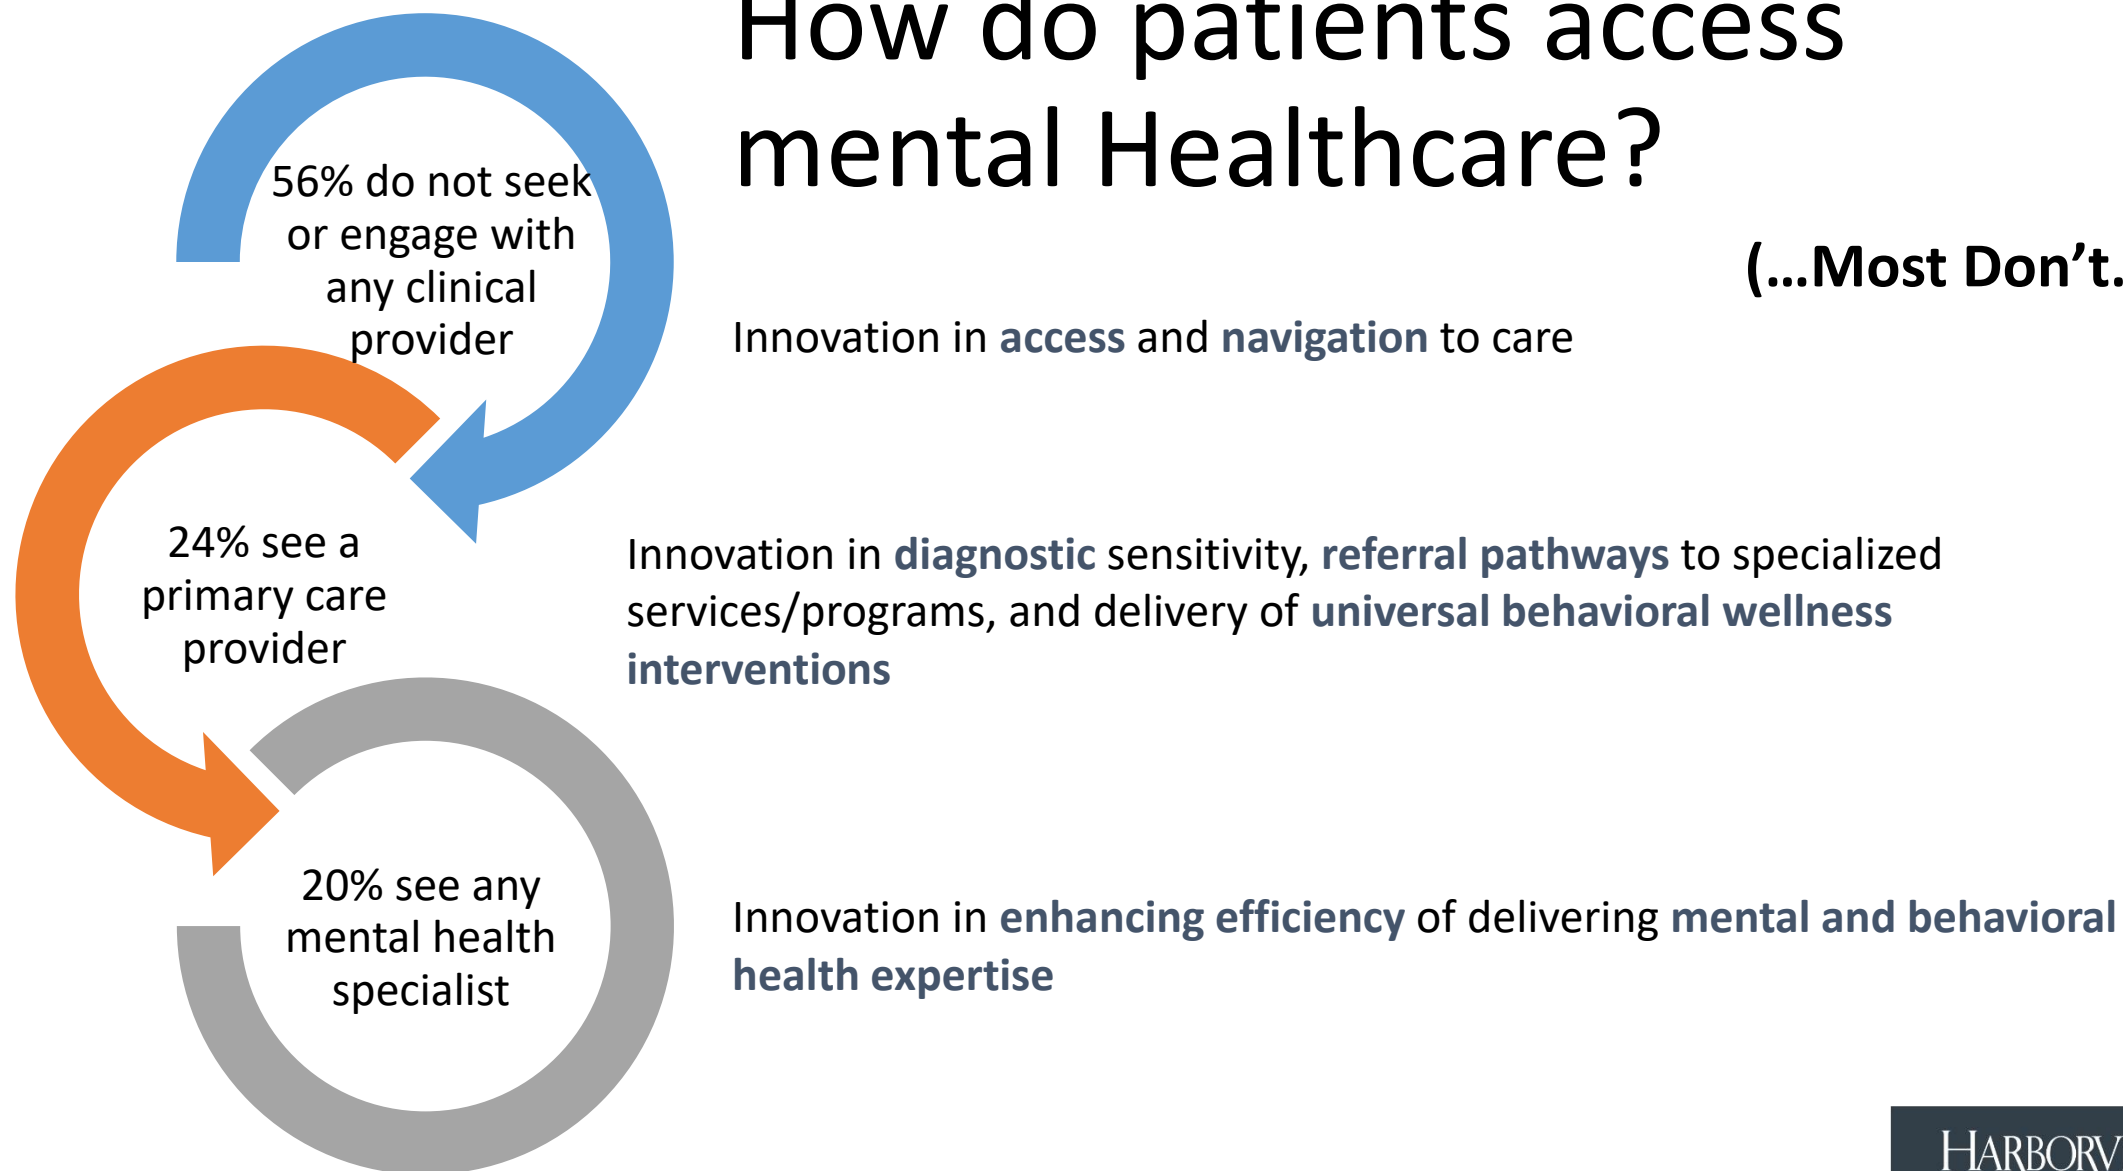 How do patients access
mental Healthcare?
(…Most Don’t.
56% do not seek
or engage with
any clinical
provider
Innovation in access and navigation to care
24% see a
primary care
provider
Innovation in diagnostic sensitivity, referral pathways to specialized
services/programs, and delivery of universal behavioral wellness
interventions
20% see any
mental health
specialist
Innovation in enhancing efficiency of delivering mental and behavioral
health expertise
HARBORV